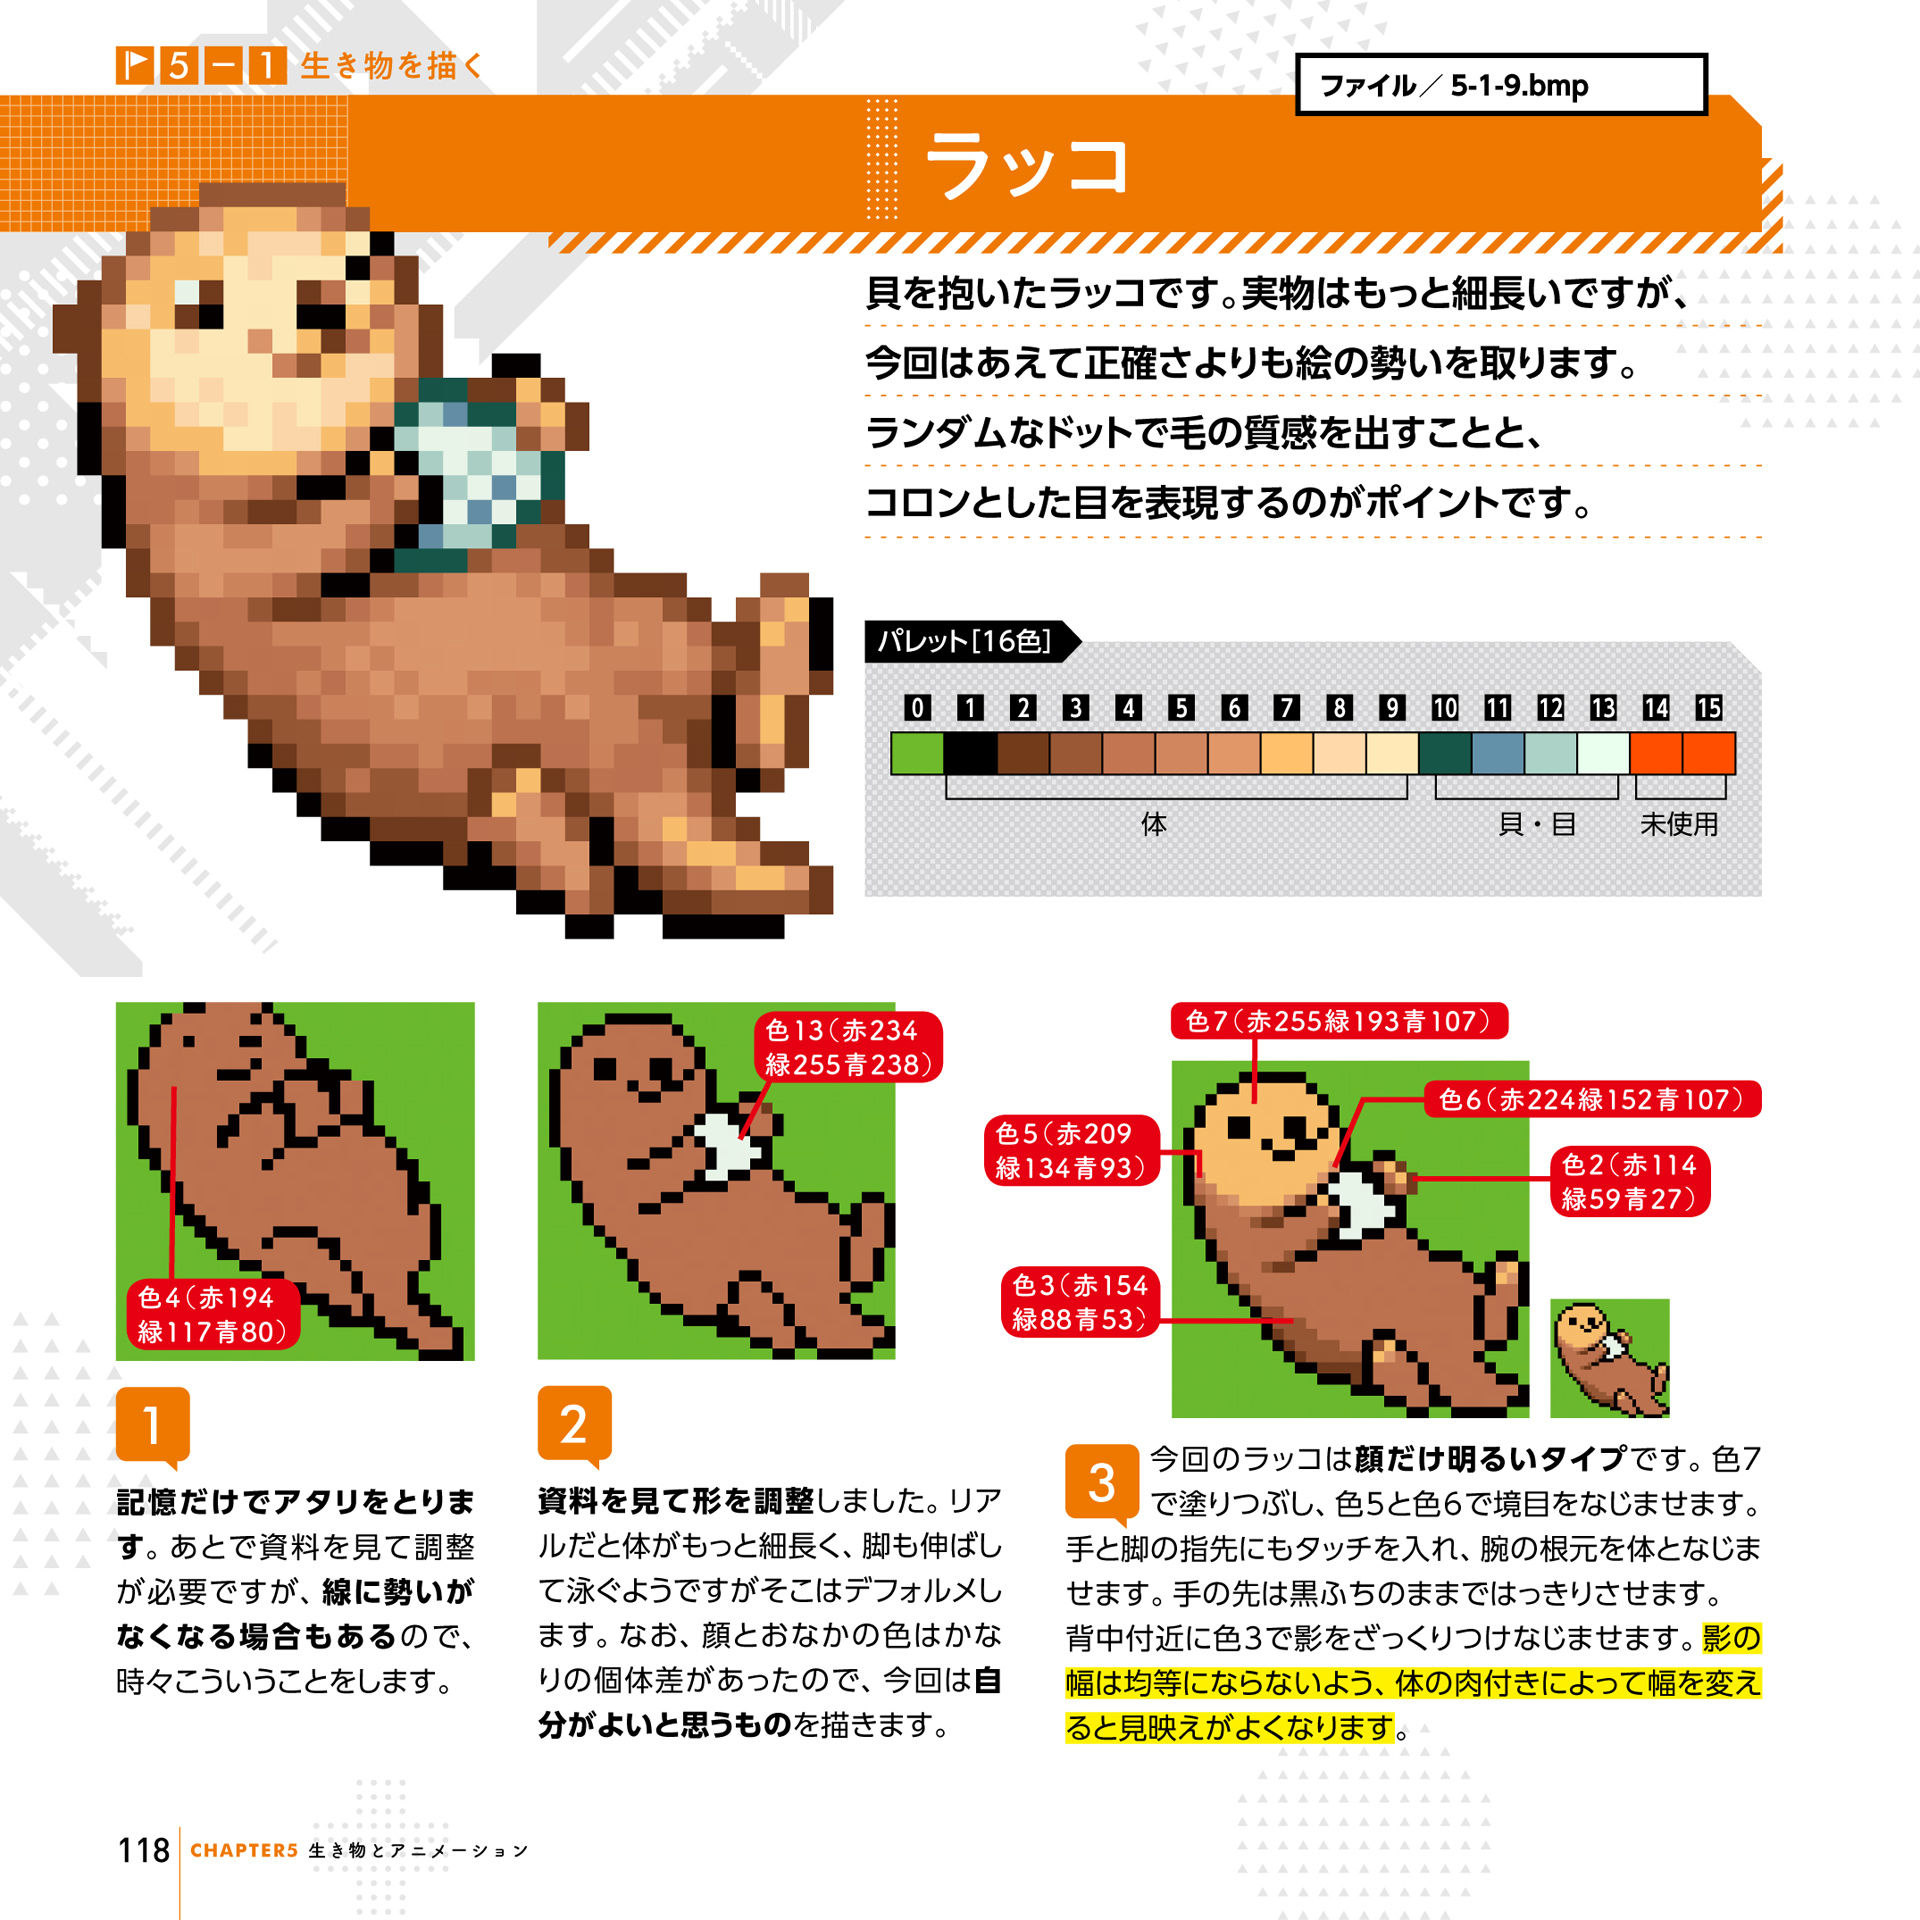 5-1 生き物を描く
ファイル／5-1-9.bmp
ラッコ
貝を抱いたラッコです。実物はもっと細長いですが、
今回はあえて正確さよりも絵の勢いを取ります。
ランダムなドットで毛の質感を出すことと、
コロンとした目を表現するのがポイントです。
パレット[16色]
0 1 2 3 4 5 6 7 8 9 10 11 12 13 14 15
体 貝・目 未使用
色4（赤194
緑117青80）
1
記憶だけでアタリをとりま
す。あとで資料を見て調整
が必要ですが、線に勢いが
なくなる場合もあるので、
時々こういうことをします。
色13（赤234
緑255青238）
2
資料を見て形を調整しました。リア
ルだと体がもっと細長く、脚も伸ばし
て泳ぐようですがそこはデフォルメし
ます。なお、顔とおなかの色はかな
りの個体差があったので、今回は自
分がよいと思うものを描きます。
色7（赤255緑193青107）
色6（赤224緑152青107）
色5（赤209
緑134青93）
色2（赤114
緑59青27）
色3（赤154
緑88青53）
3
今回のラッコは顔だけ明るいタイプです。色7
で塗りつぶし、色5と色6で境目をなじませます。
手と脚の指先にもタッチを入れ、腕の根元を体となじま
せます。手の先は黒ふちのままではっきりさせます。
背中付近に色3で影をざっくりつけなじませます。影の
幅は均等にならないよう、体の肉付きによって幅を変え
ると見映えがよくなります。
118 CHAPTER5 生き物とアニメーション